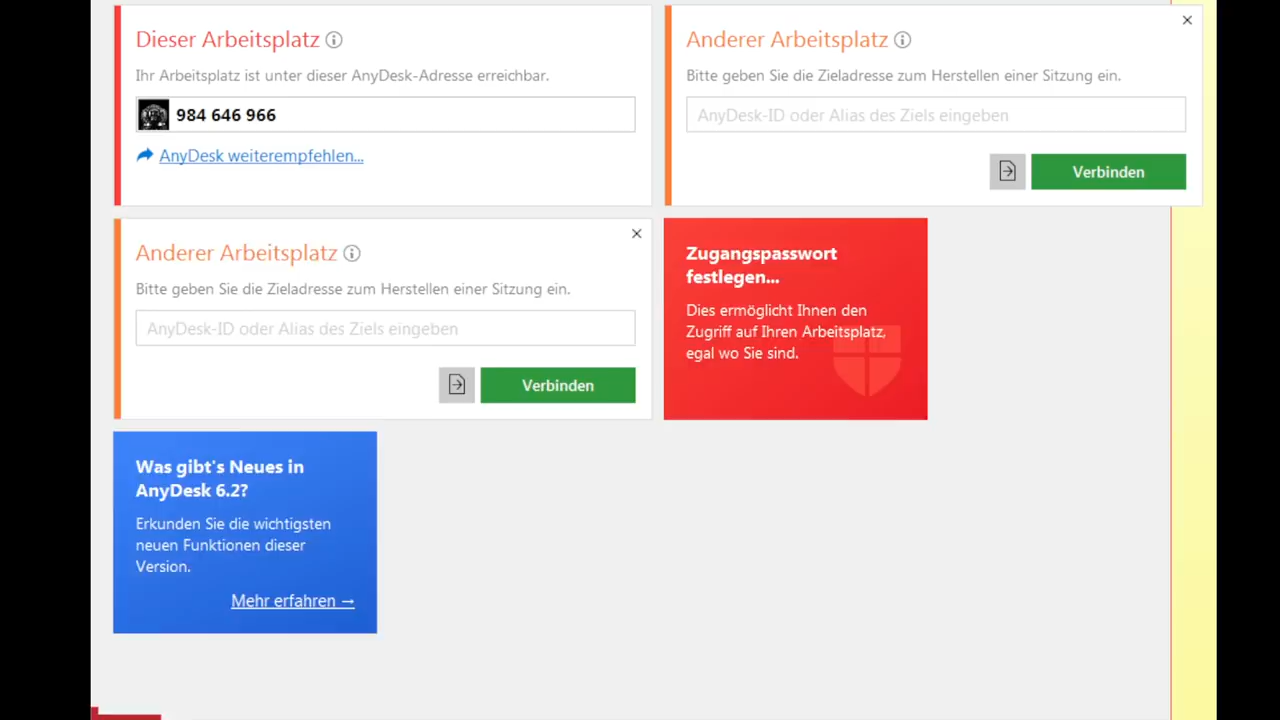 Dieser Arbeitsplatz
Ihr Arbeitsplatz ist unter dieser AnyDesk-Adresse erreichbar.
984 646 966
AnyDesk weiterempfehlen...
Anderer Arbeitsplatz
Bitte geben Sie die Zieladresse zum Herstellen einer Sitzung ein.
AnyDesk-ID oder Alias des Ziels eingeben
Verbinden
Anderer Arbeitsplatz
Bitte geben Sie die Zieladresse zum Herstellen einer Sitzung ein.
AnyDesk-ID oder Alias des Ziels eingeben
Verbinden
Zugangspasswort
festlegen...
Dies ermöglicht Ihnen den
Zugriff auf Ihren Arbeitsplatz,
egal wo Sie sind.
Was gibt's Neues in
AnyDesk 6.2?
Erkunden Sie die wichtigsten
neuen Funktionen dieser
Version.
Mehr erfahren →